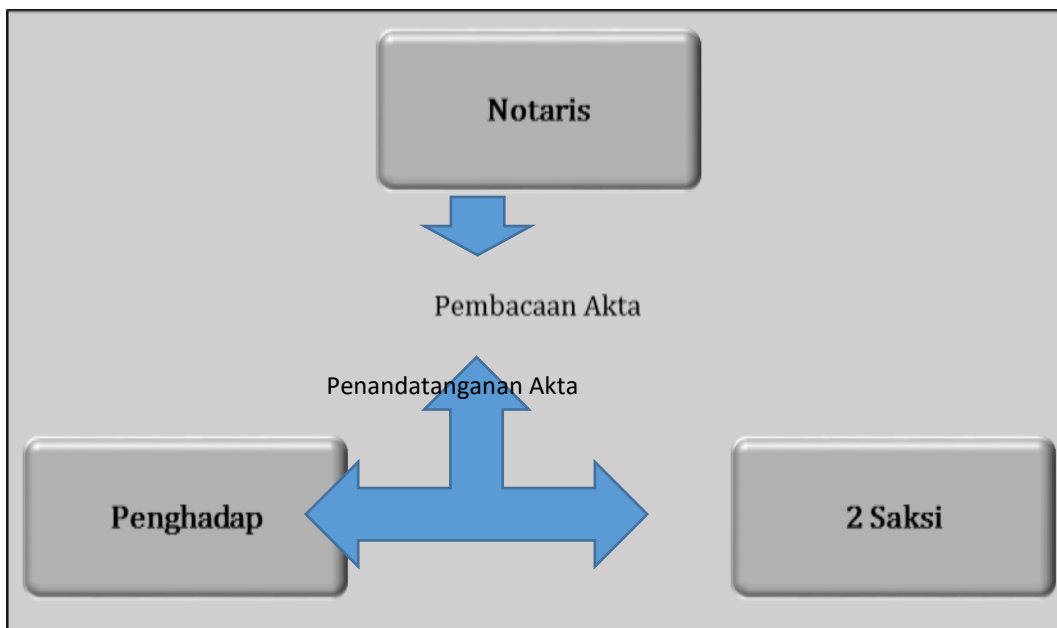 Notaris
Pembacaan Akta
Penandatanganan Akta
Penghadap
2 Saksi